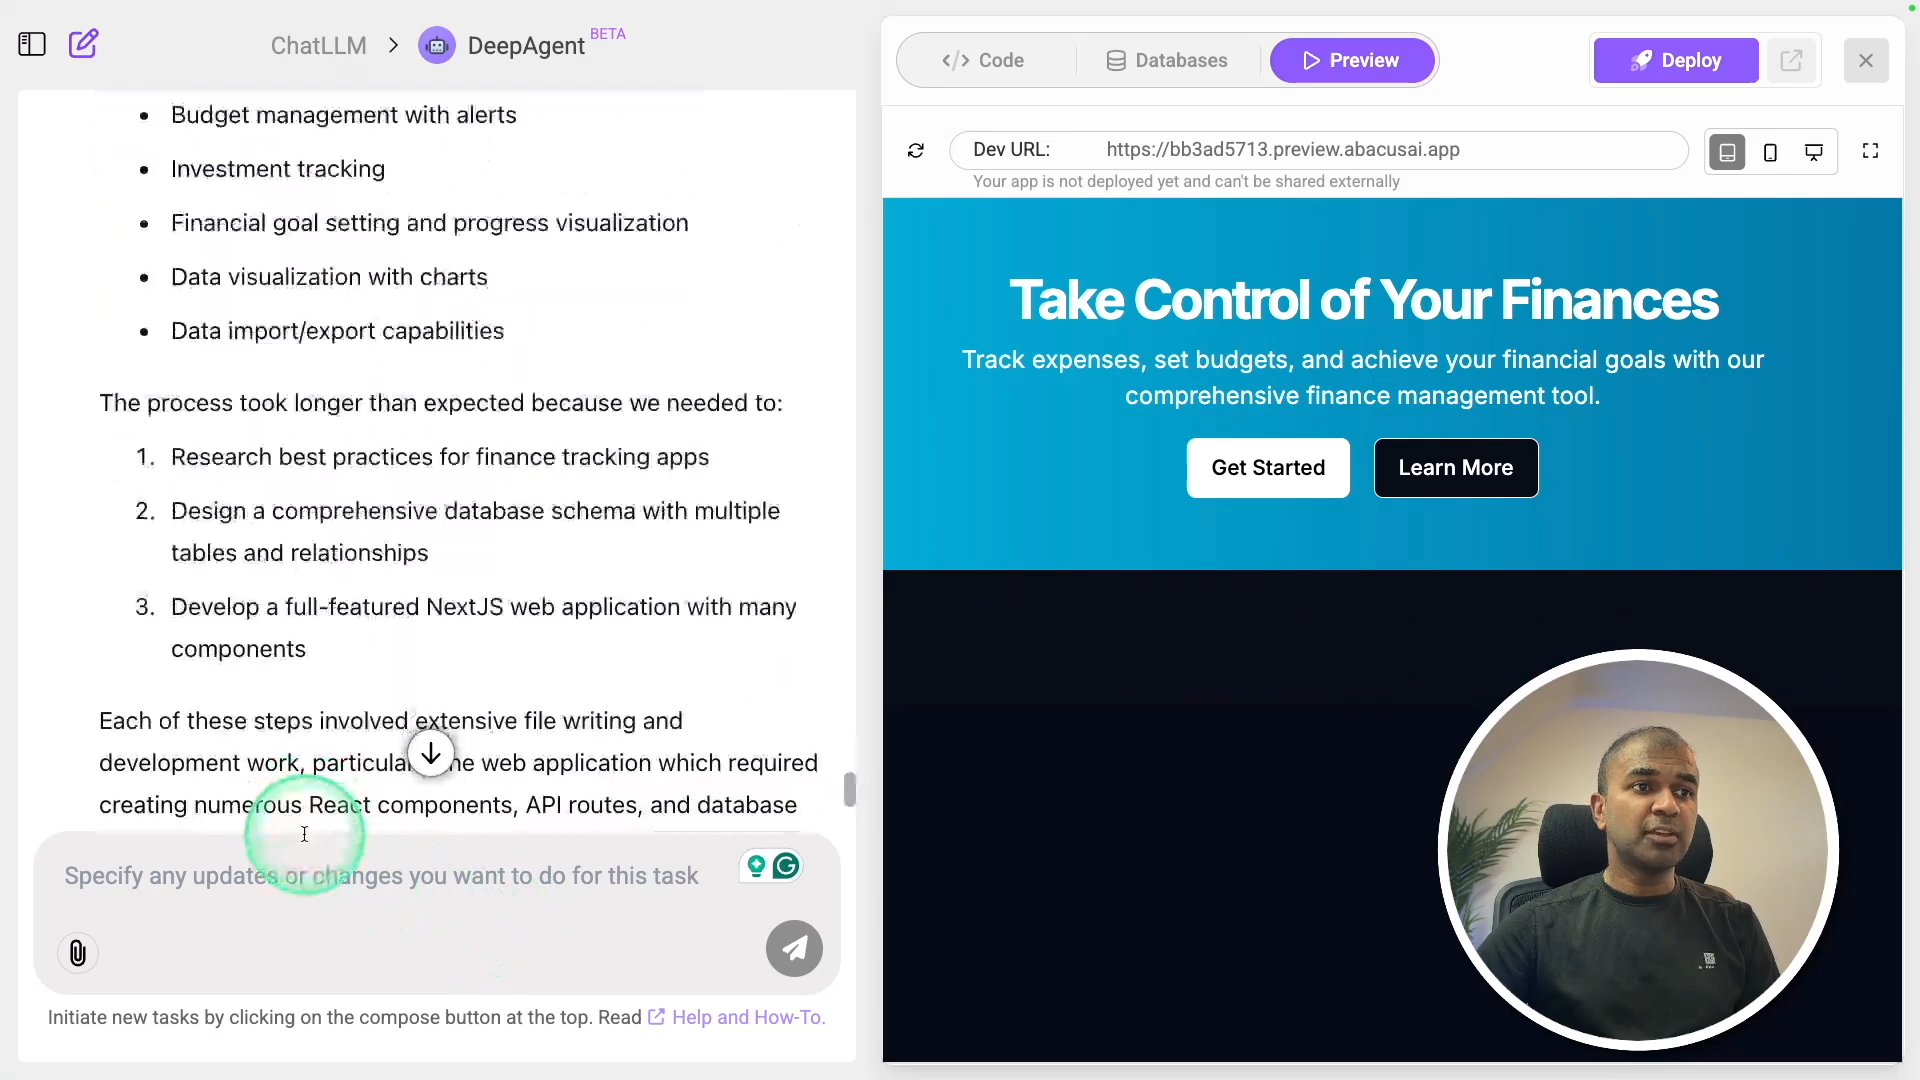 ChatLLM > DeepAgent BETA
• Budget management with alerts
• Investment tracking
• Financial goal setting and progress visualization
• Data visualization with charts
• Data import/export capabilities
The process took longer than expected because we needed to:
1. Research best practices for finance tracking apps
2. Design a comprehensive database schema with multiple
tables and relationships
3. Develop a full-featured NextJS web application with many
components
Each of these steps involved extensive file writing and
development work, particular he web application which required
creating numerous React components, API routes, and database
Specify any updates or changes you want to do for this task
Initiate new tasks by clicking on the compose button at the top. Read Help and How-To.
</> Code Databases Preview Deploy
Dev URL: https://bb3ad5713.preview.abacusai.app
Your app is not deployed yet and can't be shared externally
Take Control of Your Finances
Track expenses, set budgets, and achieve your financial goals with our
comprehensive finance management tool.
Get Started Learn More